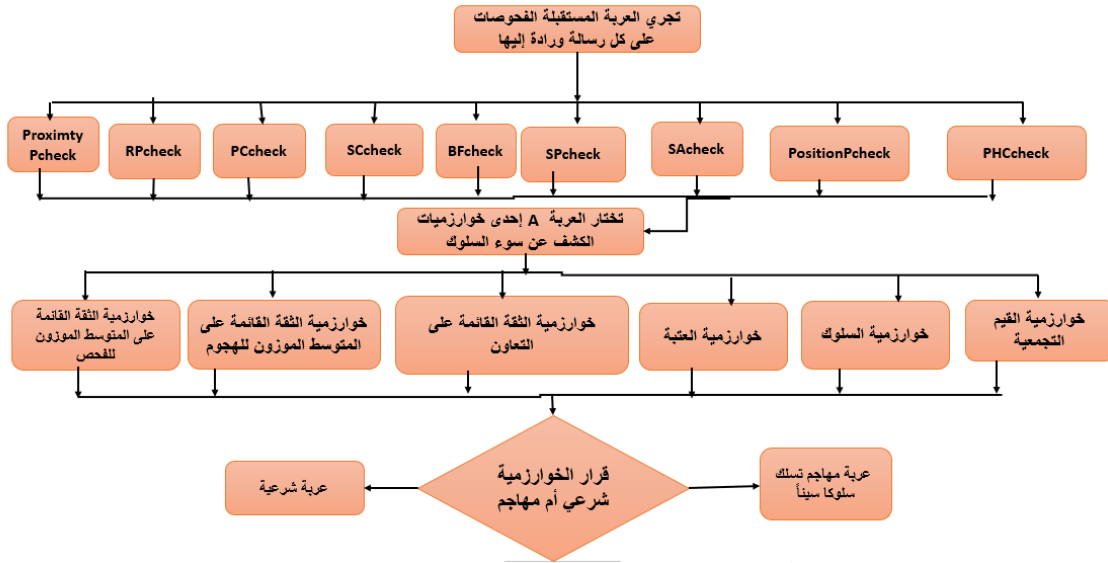 تجري العربة المستقبلة الفحوصات
على كل رسالة ورادة إليها
Proximty
Pcheck
RPcheck
PCcheck
SCcheck
BFcheck
SPcheck
SAcheck
PositionPcheck
PHCcheck
تختار العربة A إحدى خوارزميات
الكشف عن سوء السلوك
خوارزمية القيم
التجمعية
خوارزمية السلوك
خوارزمية العتبة
خوارزمية الثقة القائمة على
التعاون
خوارزمية الثقة القائمة على
المتوسط الموزون للهجوم
خوارزمية الثقة القائمة
على المتوسط الموزون
للفحص
قرار الخوارزمية
شرعي أم مهاجم
عربة مهاجم تسلك
سلوكا سيئاً
عربة شرعية